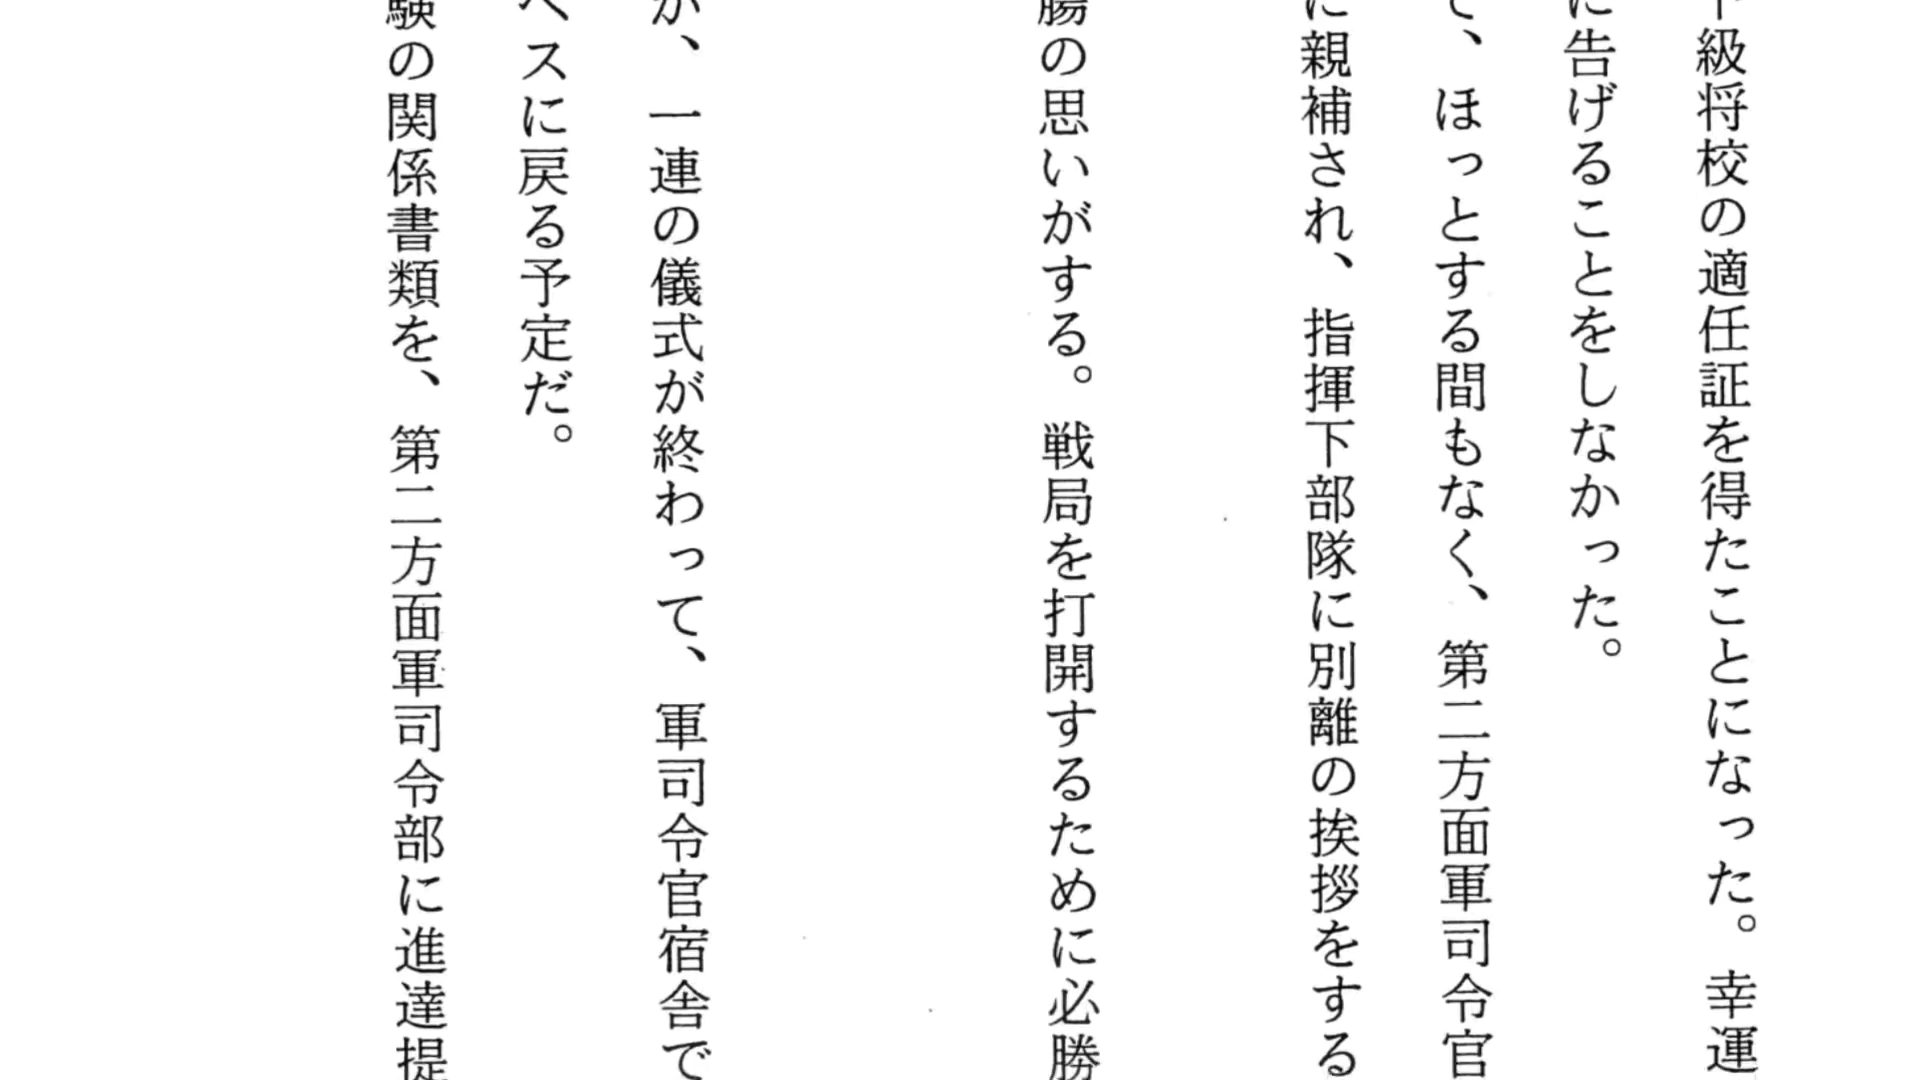 級将校の適任証を得たことになった。幸運
に告げることをしなかった。
て、ほっとする間もなく、第二方面軍司令官
に親補され、指揮下部隊に別離の挨拶をする
腸の思いがする。戦局を打開するために必勝
が、一連の儀式が終わって、軍司令官宿舎で
ヘスに戻る予定だ。
験の関係書類を、第二方面軍司令部に進達提